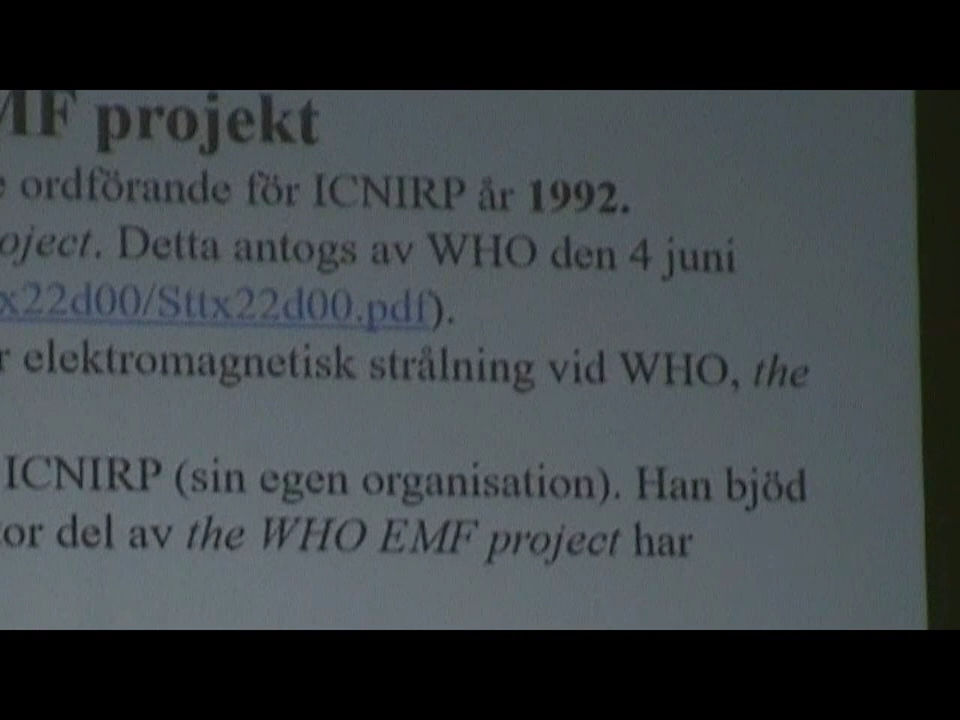 MF projekt
ordförande för ICNIRP år 1992.
oject. Detta antogs av WHO den 4 juni
x22d00/Sttx22d00.pdf).
r elektromagnetisk strålning vid WHO, the
ICNIRP (sin egen organisation). Han bjöd
or del av the WHO EMF project har